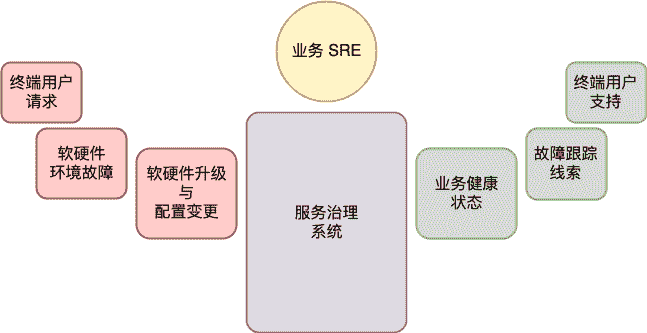 业务 SRE
终端用户
请求
软硬件
环境故障
软硬件升级
与
配置变更
服务治理
系统
业务健康
状态
故障跟踪
线索
终端用户
支持